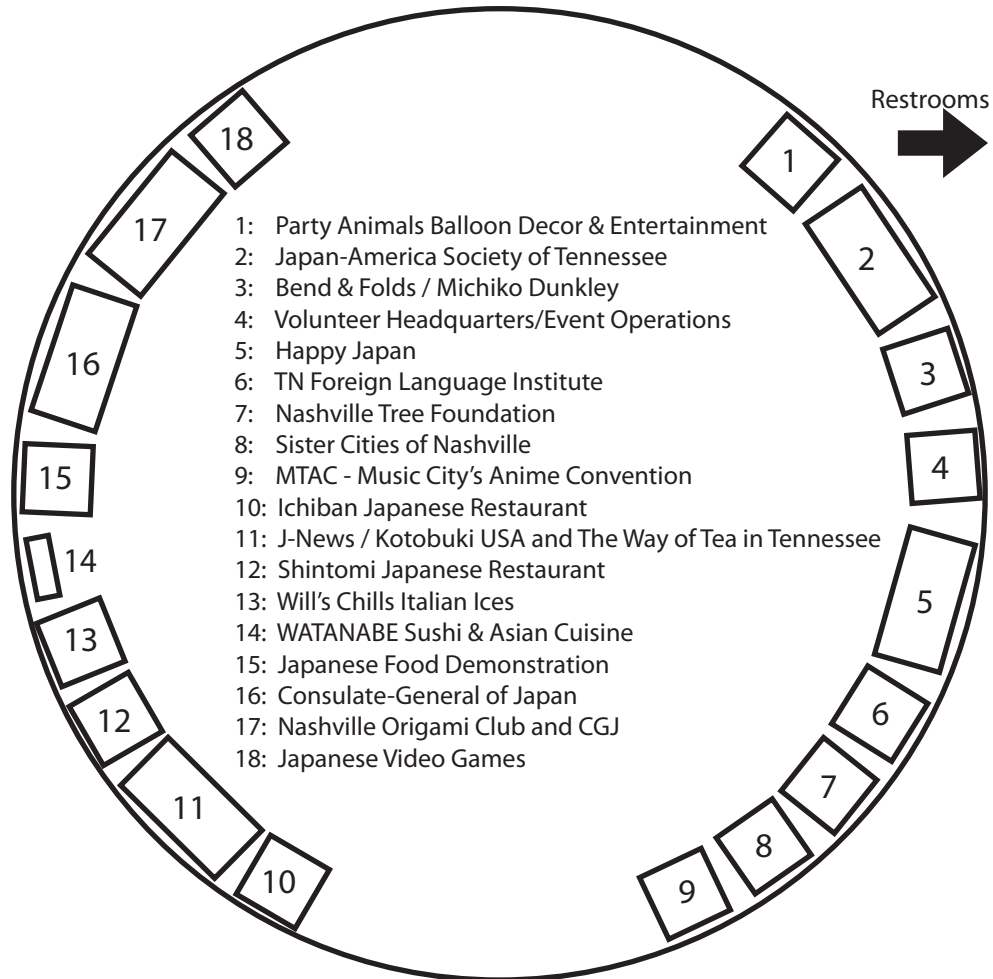 Restrooms
18
1
17
2
1: Party Animals Balloon Decor & Entertainment
2: Japan-America Society of Tennessee
3: Bend & Folds / Michiko Dunkley
4: Volunteer Headquarters/Event Operations
5: Happy Japan
6: TN Foreign Language Institute
7: Nashville Tree Foundation
8: Sister Cities of Nashville
9: MTAC - Music City's Anime Convention
10: Ichiban Japanese Restaurant
11: J-News / Kotobuki USA and The Way of Tea in Tennessee
12: Shintomi Japanese Restaurant
13: Will's Chills Italian Ices
14: WATANABE Sushi & Asian Cuisine
15: Japanese Food Demonstration
16: Consulate-General of Japan
17: Nashville Origami Club and CGJ
18: Japanese Video Games
16
3
15
4
14
5
13
12
6
11
7
8
10
9